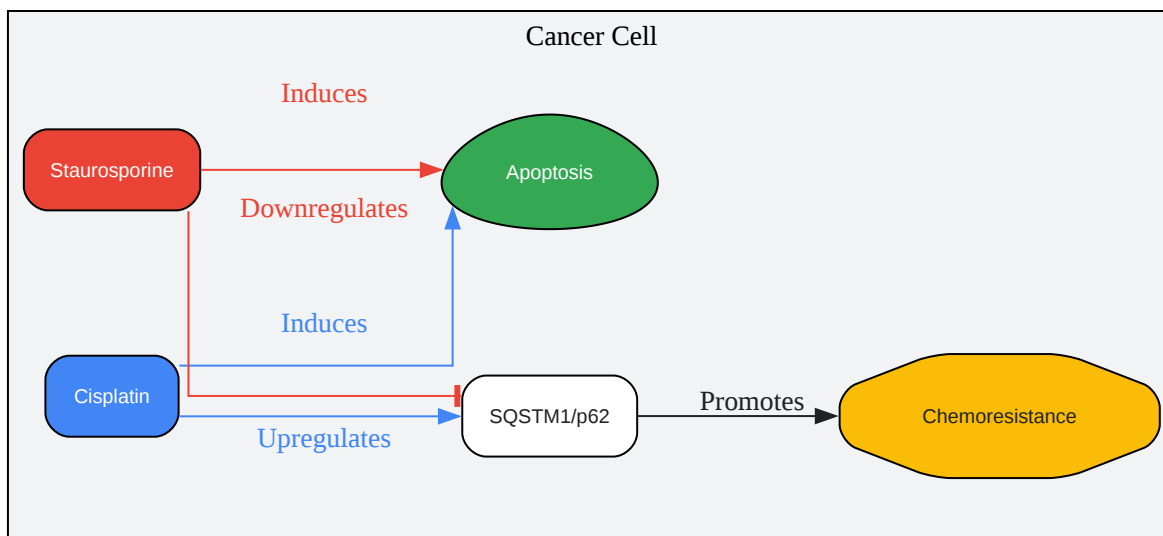 Cancer Cell
Induces
Staurosporine
Apoptosis
Downregulates
Induces
Cisplatin
SQSTM1/p62
Promotes
Chemoresistance
Upregulates